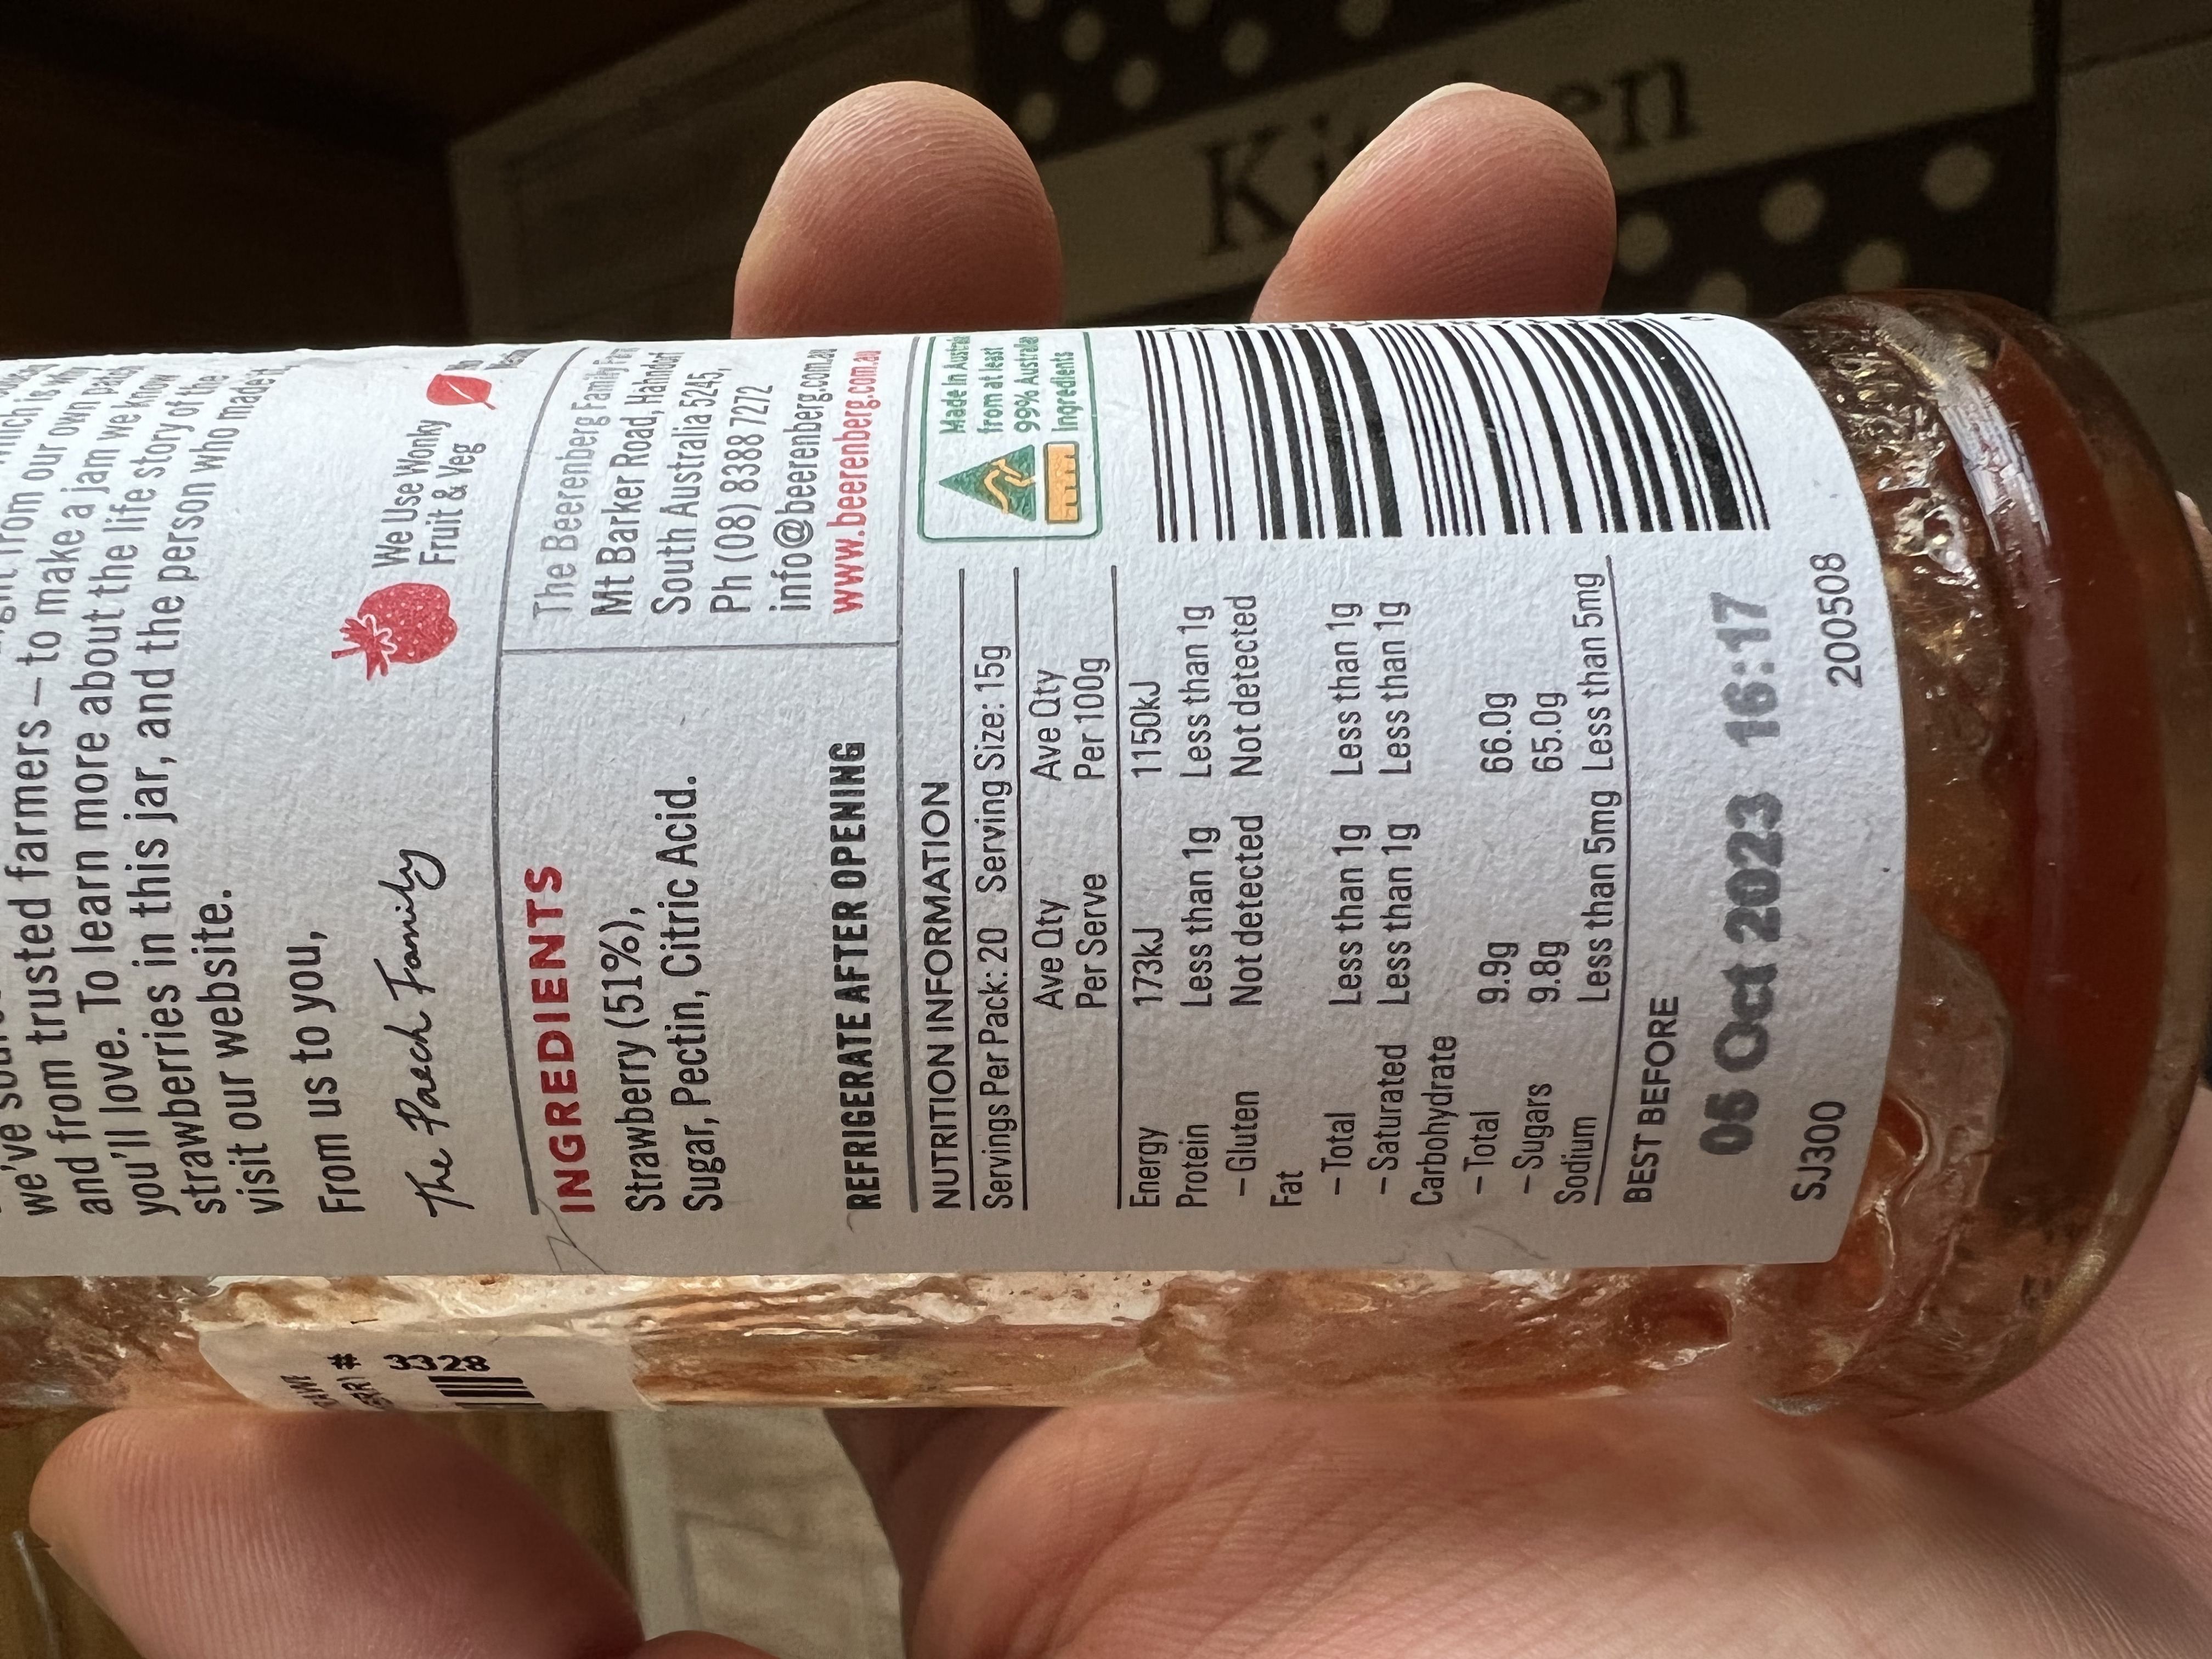 we've
and from trusted farmers – to make a jam we know
you'll love. To learn more about the life story of the
strawberries in this jar, and the person who made it,
visit our website.
From us to you,
The Paech Family
We Use Wonky
Fruit & Veg
No
# 3328
INGREDIENTS
Strawberry (51%),
Sugar, Pectin, Citric Acid.
REFRIGERATE AFTER OPENING
The Beerenberg Family
Mt Barker Road, Hahndorf
South Australia 5245,
Ph (08) 8388 7272
info@beerenberg.com.au
www.beerenberg.com.au
NUTRITION INFORMATION
Servings Per Pack: 20 Serving Size: 15g
Ave Qty Ave Qty
Per Serve Per 100g
Energy 173kJ 1150kJ
Protein Less than 1g Less than 1g
– Gluten Not detected Not detected
Fat
– Total Less than 1g Less than 1g
– Saturated Less than 1g Less than 1g
Carbohydrate
– Total 9.9g 66.0g
– Sugars 9.8g 65.0g
Sodium Less than 5mg Less than 5mg
Made in
from at least
99%
Ingredients
BEST BEFORE
05 Oct 2023 16:17
SJ300 200508